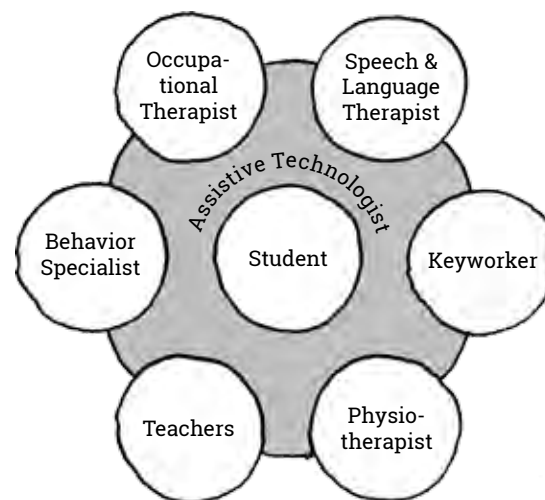 Occupa-
tional
Therapist
Speech &
Language
Therapist
Assistive Technologist
Behavior
Specialist
Student
Keyworker
Teachers
Physio-
therapist